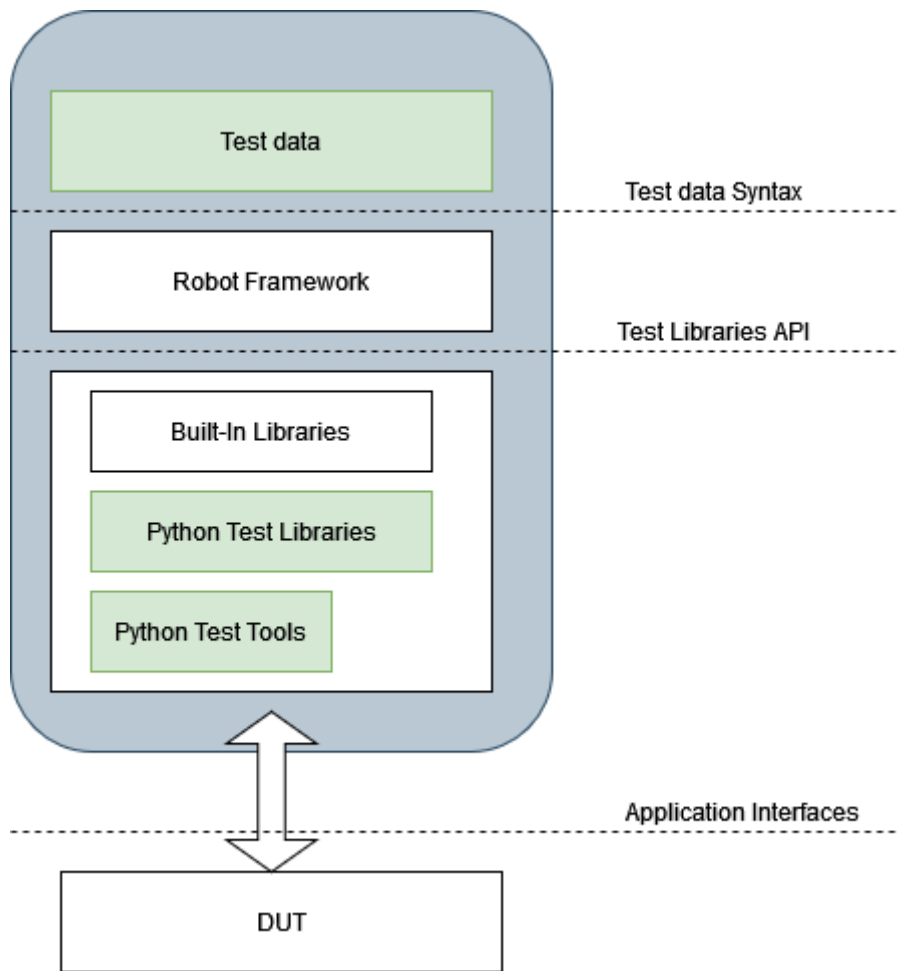 Test data
Test data Syntax
Robot Framework
Test Libraries API
Built-In Libraries
Python Test Libraries
Python Test Tools
Application Interfaces
DUT